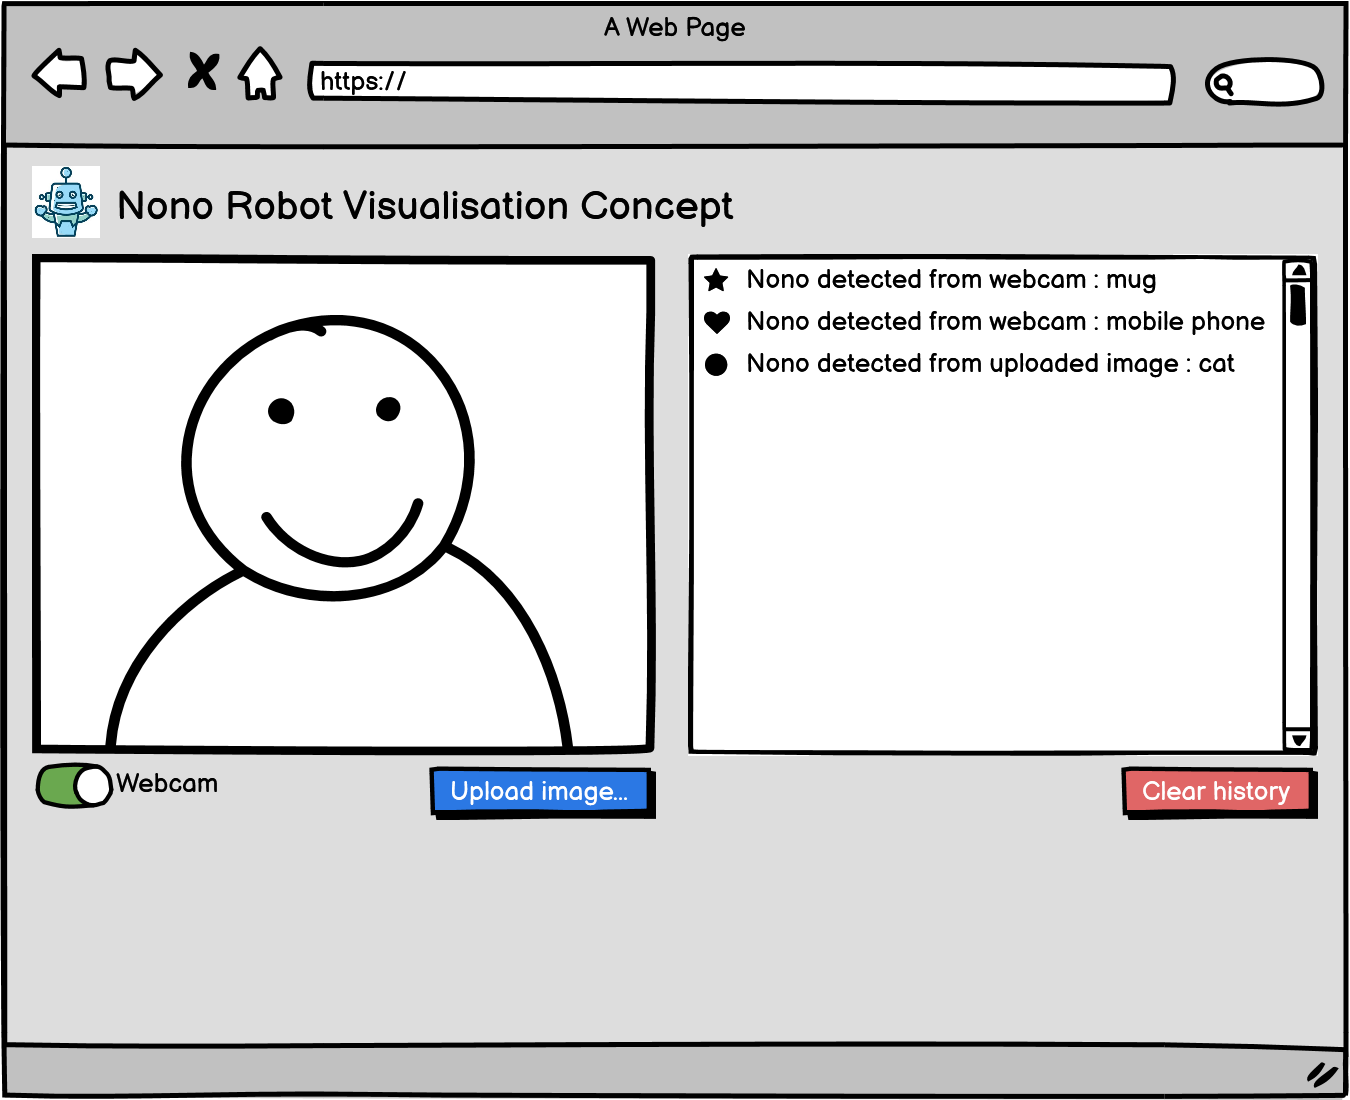 A Web Page
https://
Nono Robot Visualisation Concept
Nono detected from webcam : mug
Nono detected from webcam : mobile phone
Nono detected from uploaded image : cat
Webcam
Upload image...
Clear history